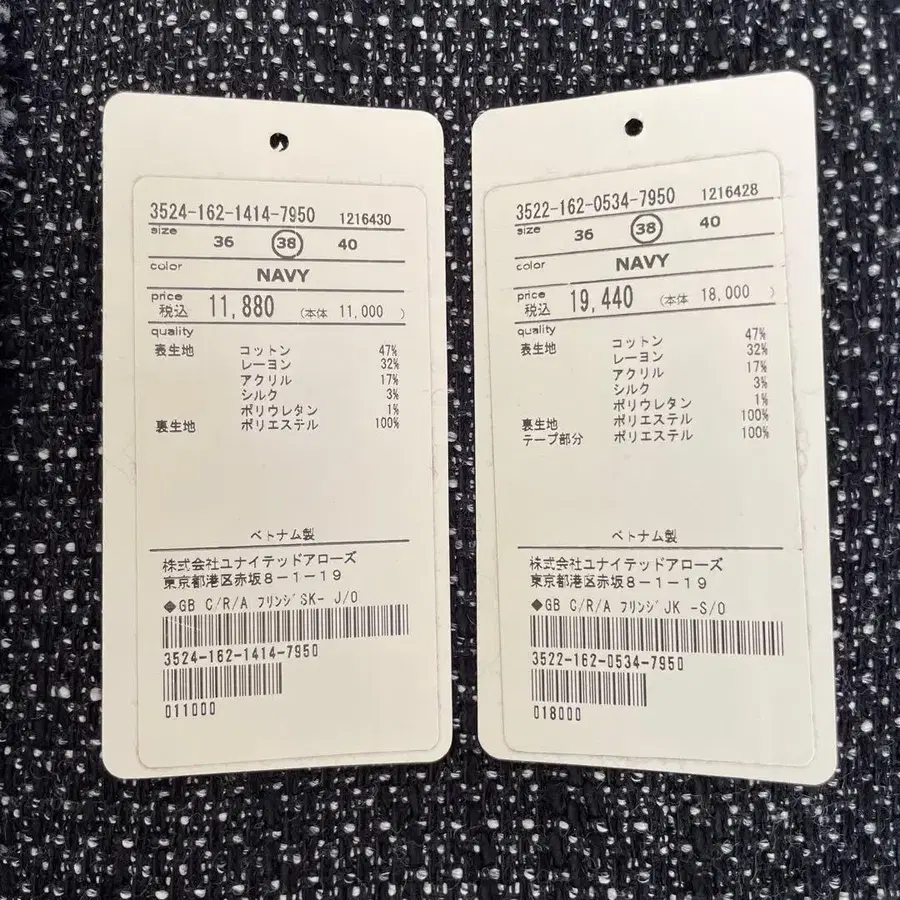 3524-162-1414-7950 1216430
size 36 38 40
color NAVY
price 税込 11,880 (本体 11,000 )
quality
表生地 コットン 47%
レーヨン 32%
アクリル 17%
シルク 3%
ポリウレタン 1%
裏生地 ポリエステル 100%
ベトナム製
株式会社ユナイテッドアローズ
東京都港区赤坂8-1-19
◆GB C/R/A フリンジSK- J/O
3524-162-1414-7950
011000
3522-162-0534-7950 1216428
size 36 38 40
color NAVY
price 税込 19,440 (本体 18,000 )
quality
表生地 コットン 47%
レーヨン 32%
アクリル 17%
シルク 3%
ポリウレタン 1%
裏生地 ポリエステル 100%
テープ部分 ポリエステル 100%
ベトナム製
株式会社ユナイテッドアローズ
東京都港区赤坂8-1-19
◆GB C/R/A フリンジJK -S/O
3522-162-0534-7950
018000